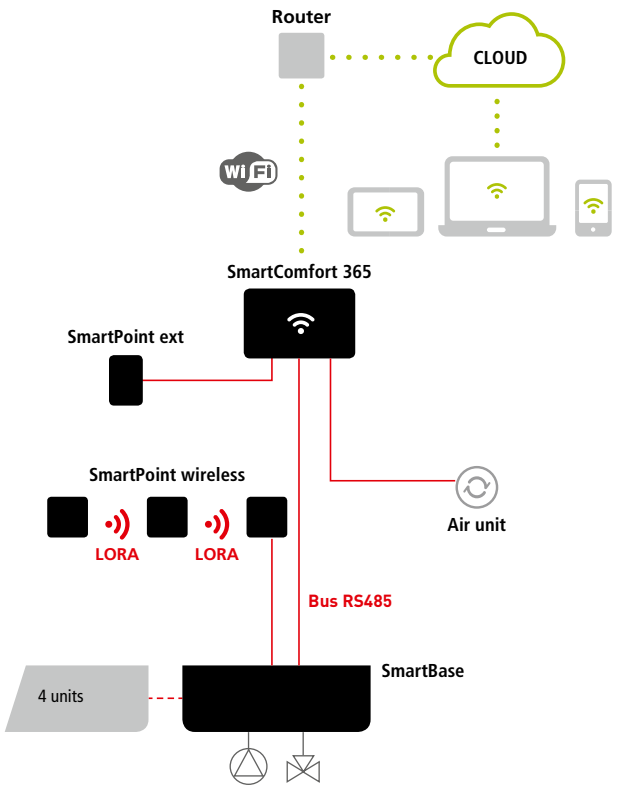 Router
CLOUD
WiFi
SmartComfort 365
SmartPoint ext
SmartPoint wireless
LORA
LORA
Air unit
Bus RS485
SmartBase
4 units